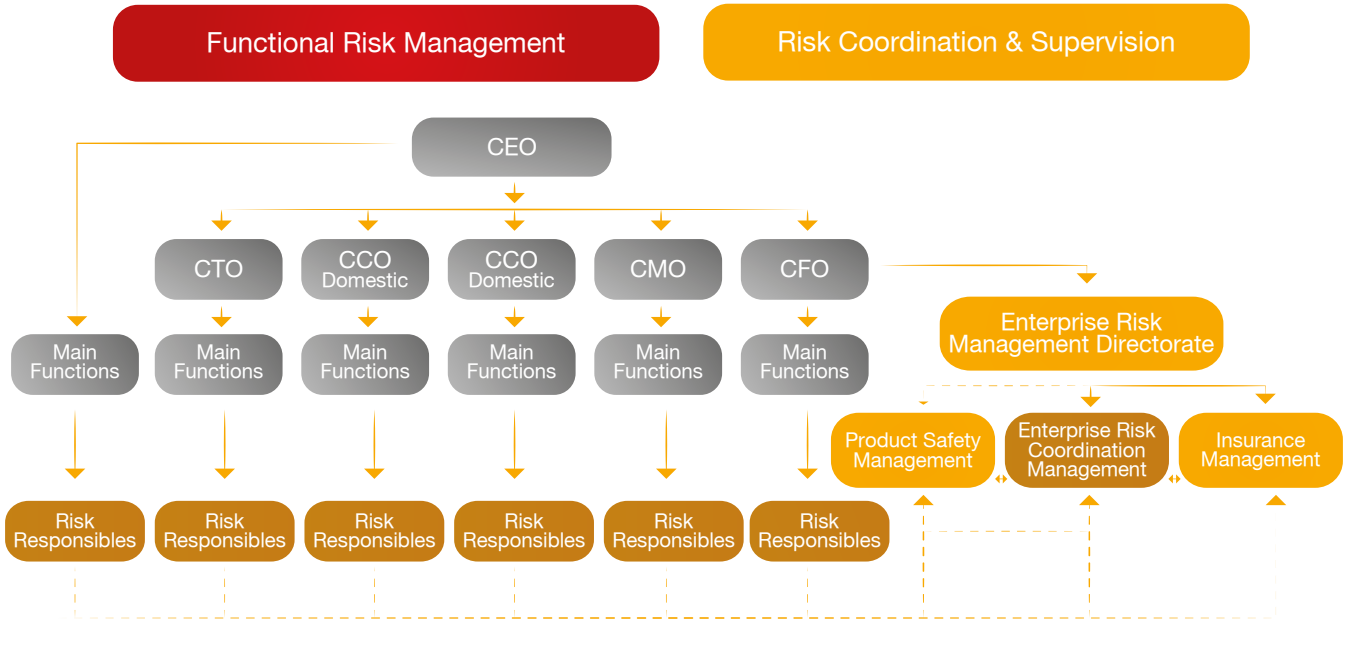 Functional Risk Management
Risk Coordination & Supervision
CEO
CTO
CCO
Domestic
CCO
Domestic
CMO
CFO
Main
Functions
Main
Functions
Main
Functions
Main
Functions
Main
Functions
Main
Functions
Enterprise Risk
Management Directorate
Product Safety
Management
Enterprise Risk
Coordination
Management
Insurance
Management
Risk
Responsibles
Risk
Responsibles
Risk
Responsibles
Risk
Responsibles
Risk
Responsibles
Risk
Responsibles